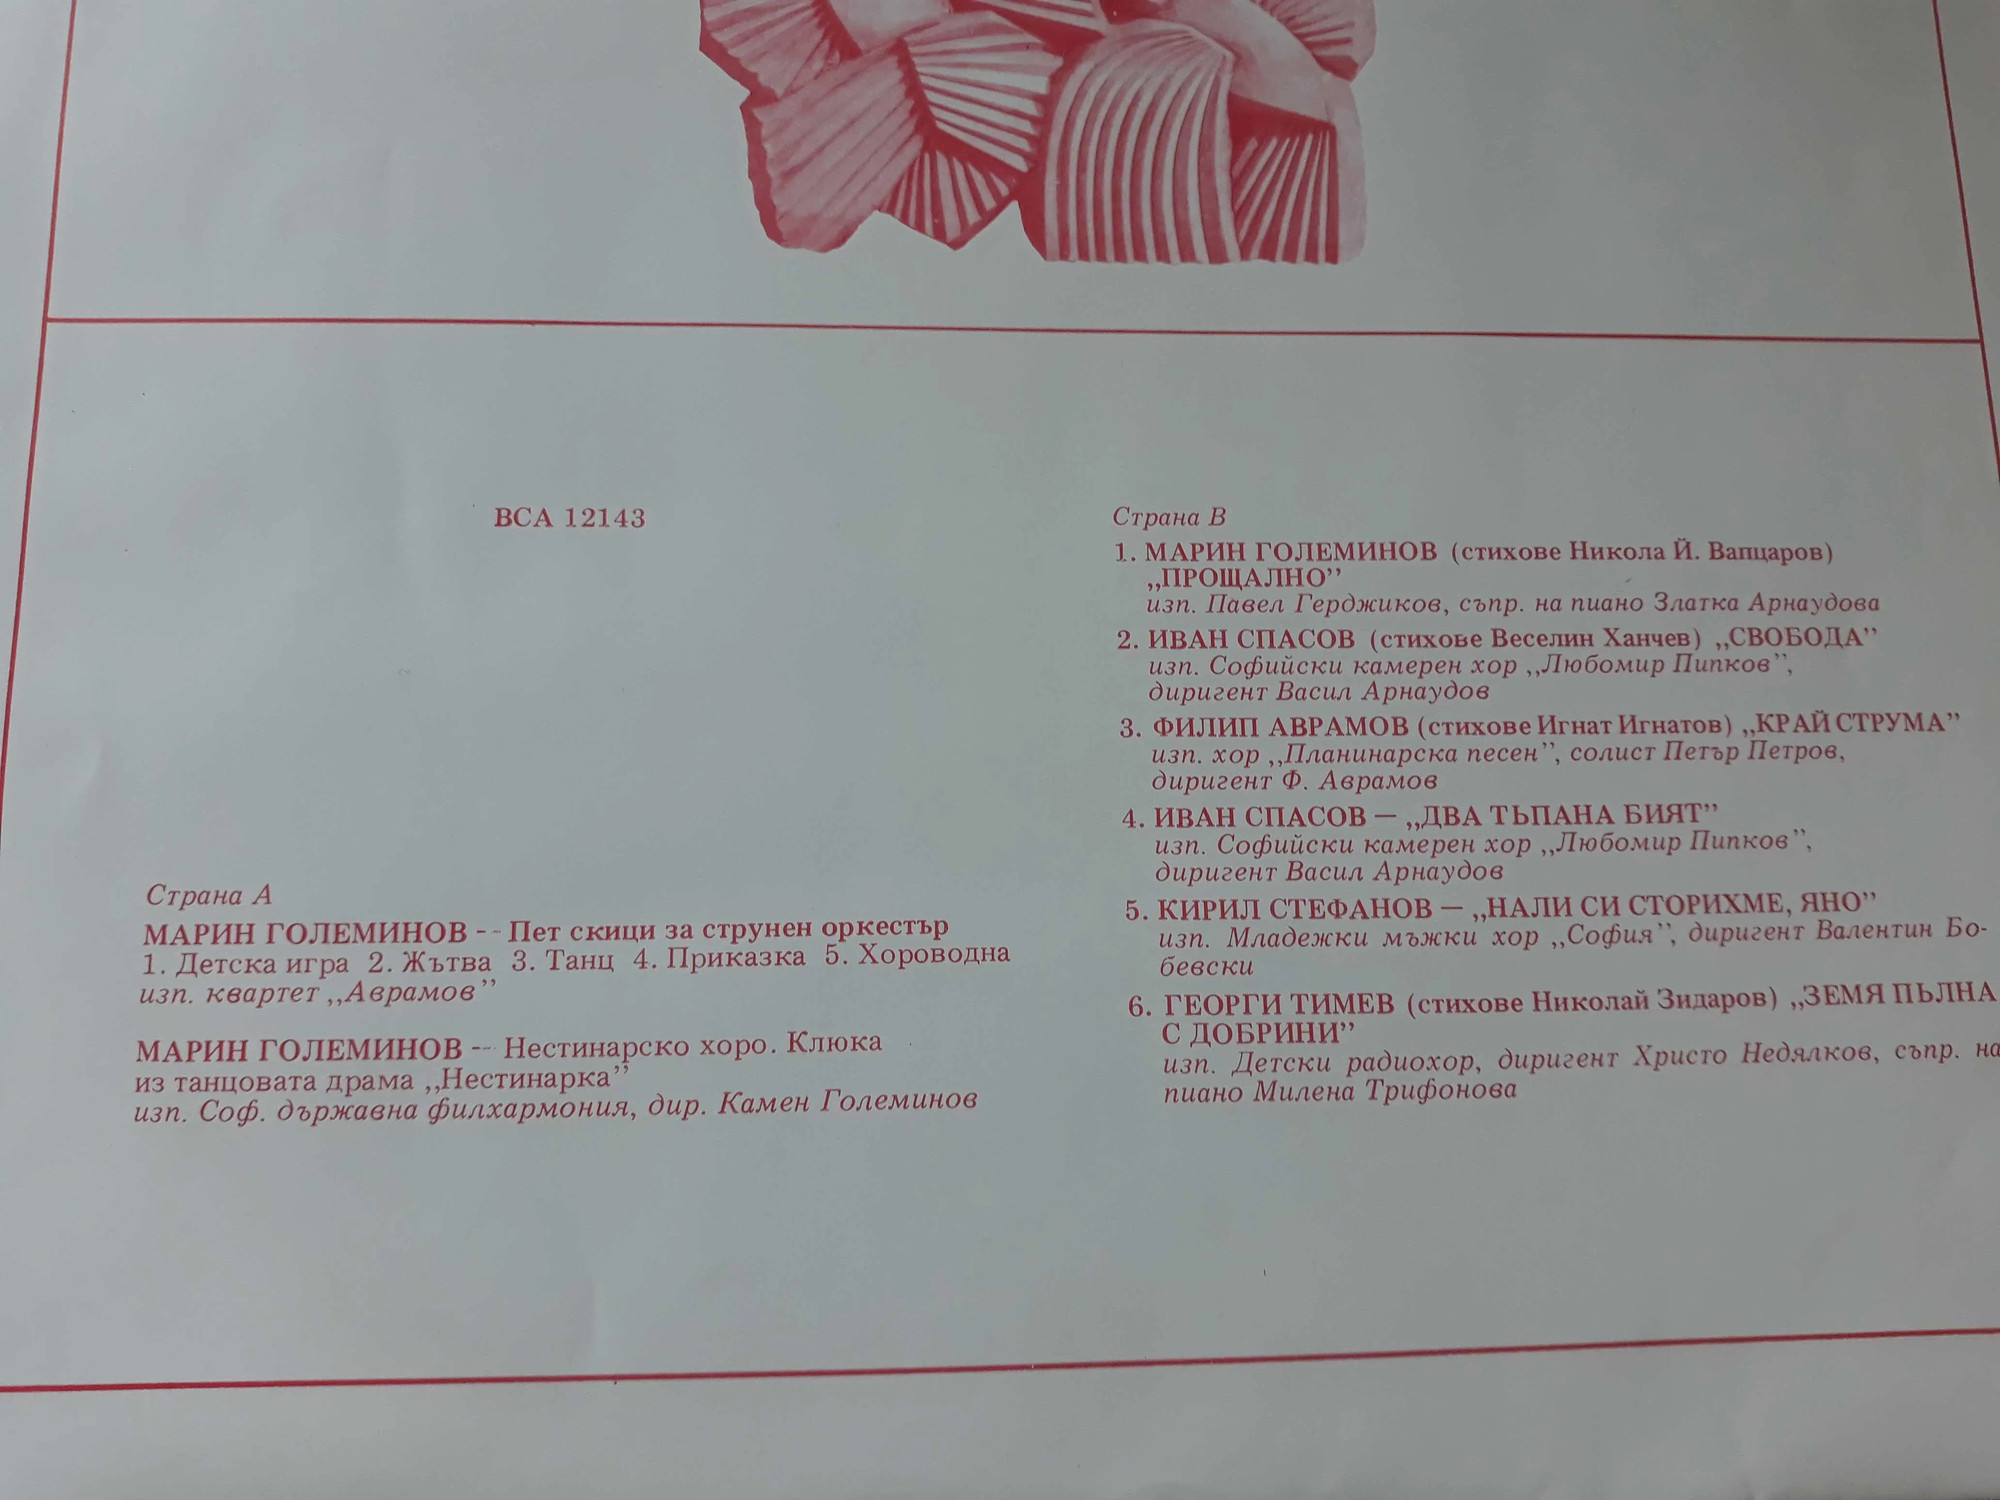 ВСА 12143
Страна А
МАРИН ГОЛЕМИНОВ -- Пет скици за струнен оркестър
1. Детска игра 2. Жътва 3. Танц 4. Приказка 5. Хороводна
изп. квартет „Аврамов”
МАРИН ГОЛЕМИНОВ -- Нестинарско хоро. Клюка
из танцовата драма „Нестинарка”
изп. Соф. държавна филхармония, дир. Камен Големинов
Страна В
1. МАРИН ГОЛЕМИНОВ (стихове Никола Й. Вапцаров)
„ПРОЩАЛНО”
изп. Павел Герджиков, съпр. на пиано Златка Арнаудова
2. ИВАН СПАСОВ (стихове Веселин Ханчев) „СВОБОДА”
изп. Софийски камерен хор „Любомир Пипков”,
диригент Васил Арнаудов
3. ФИЛИП АВРАМОВ (стихове Игнат Игнатов) „КРАЙ СТРУМА”
изп. хор „Планинарска песен”, солист Петър Петров,
диригент Ф. Аврамов
4. ИВАН СПАСОВ — „ДВА ТЪПАНА БИЯТ”
изп. Софийски камерен хор „Любомир Пипков”,
диригент Васил Арнаудов
5. КИРИЛ СТЕФАНОВ — „НАЛИ СИ СТОРИХМЕ, ЯНО”
изп. Младежки мъжки хор „София”, диригент Валентин Бо-
бевски
6. ГЕОРГИ ТИМЕВ (стихове Николай Зидаров) „ЗЕМЯ ПЪЛНА
С ДОБРИНИ”
изп. Детски радиохор, диригент Христо Недялков, съпр. на
пиано Милена Трифонова